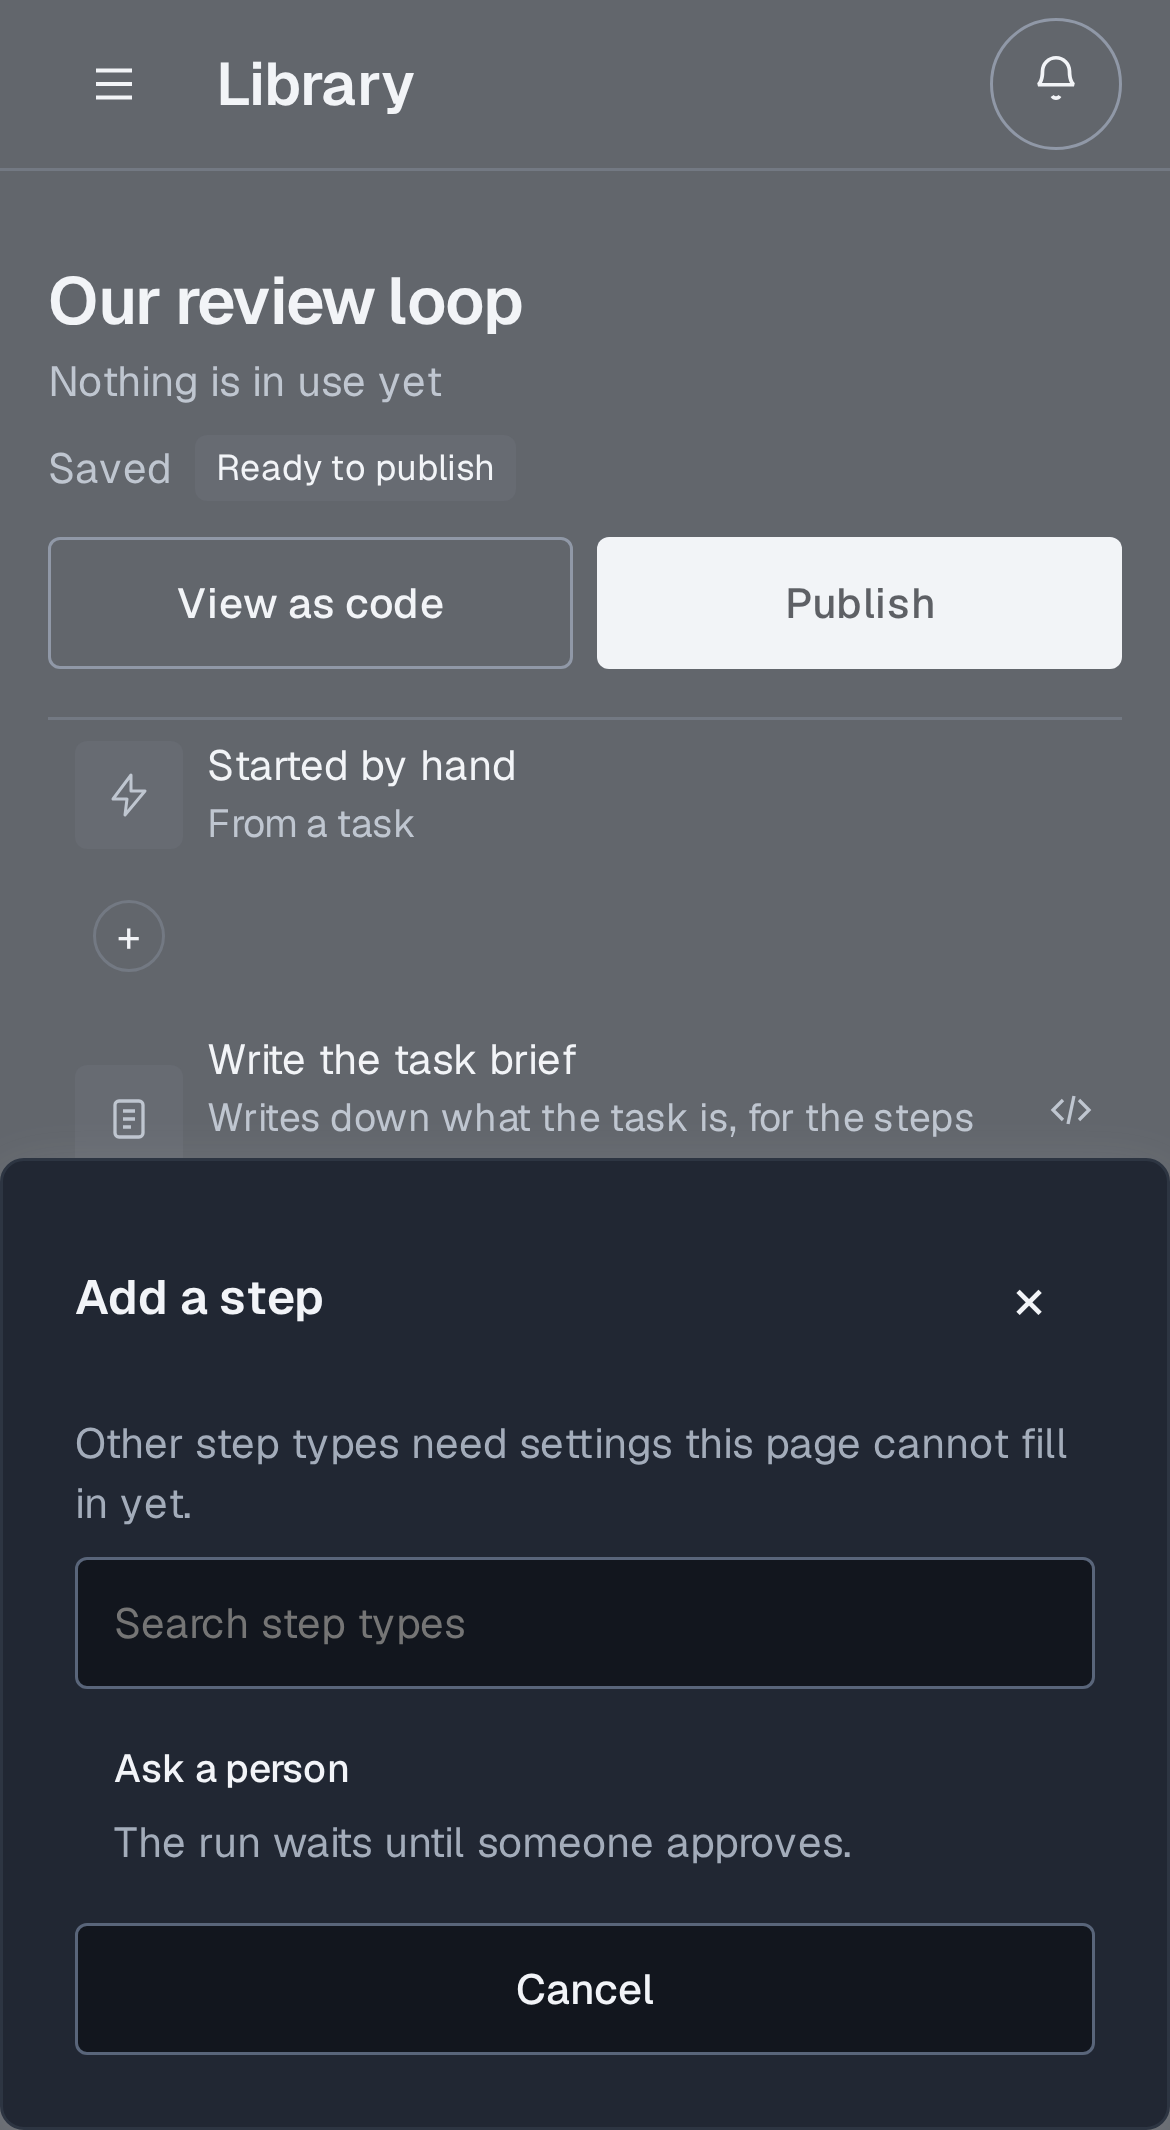 Library
Our review loop
Nothing is in use yet
Saved
Ready to publish
View as code
Publish
Started by hand
From a task
+
Write the task brief
Writes down what the task is, for the steps
Add a step
Other step types need settings this page cannot fill
in yet.
Search step types
Ask a person
The run waits until someone approves.
Cancel